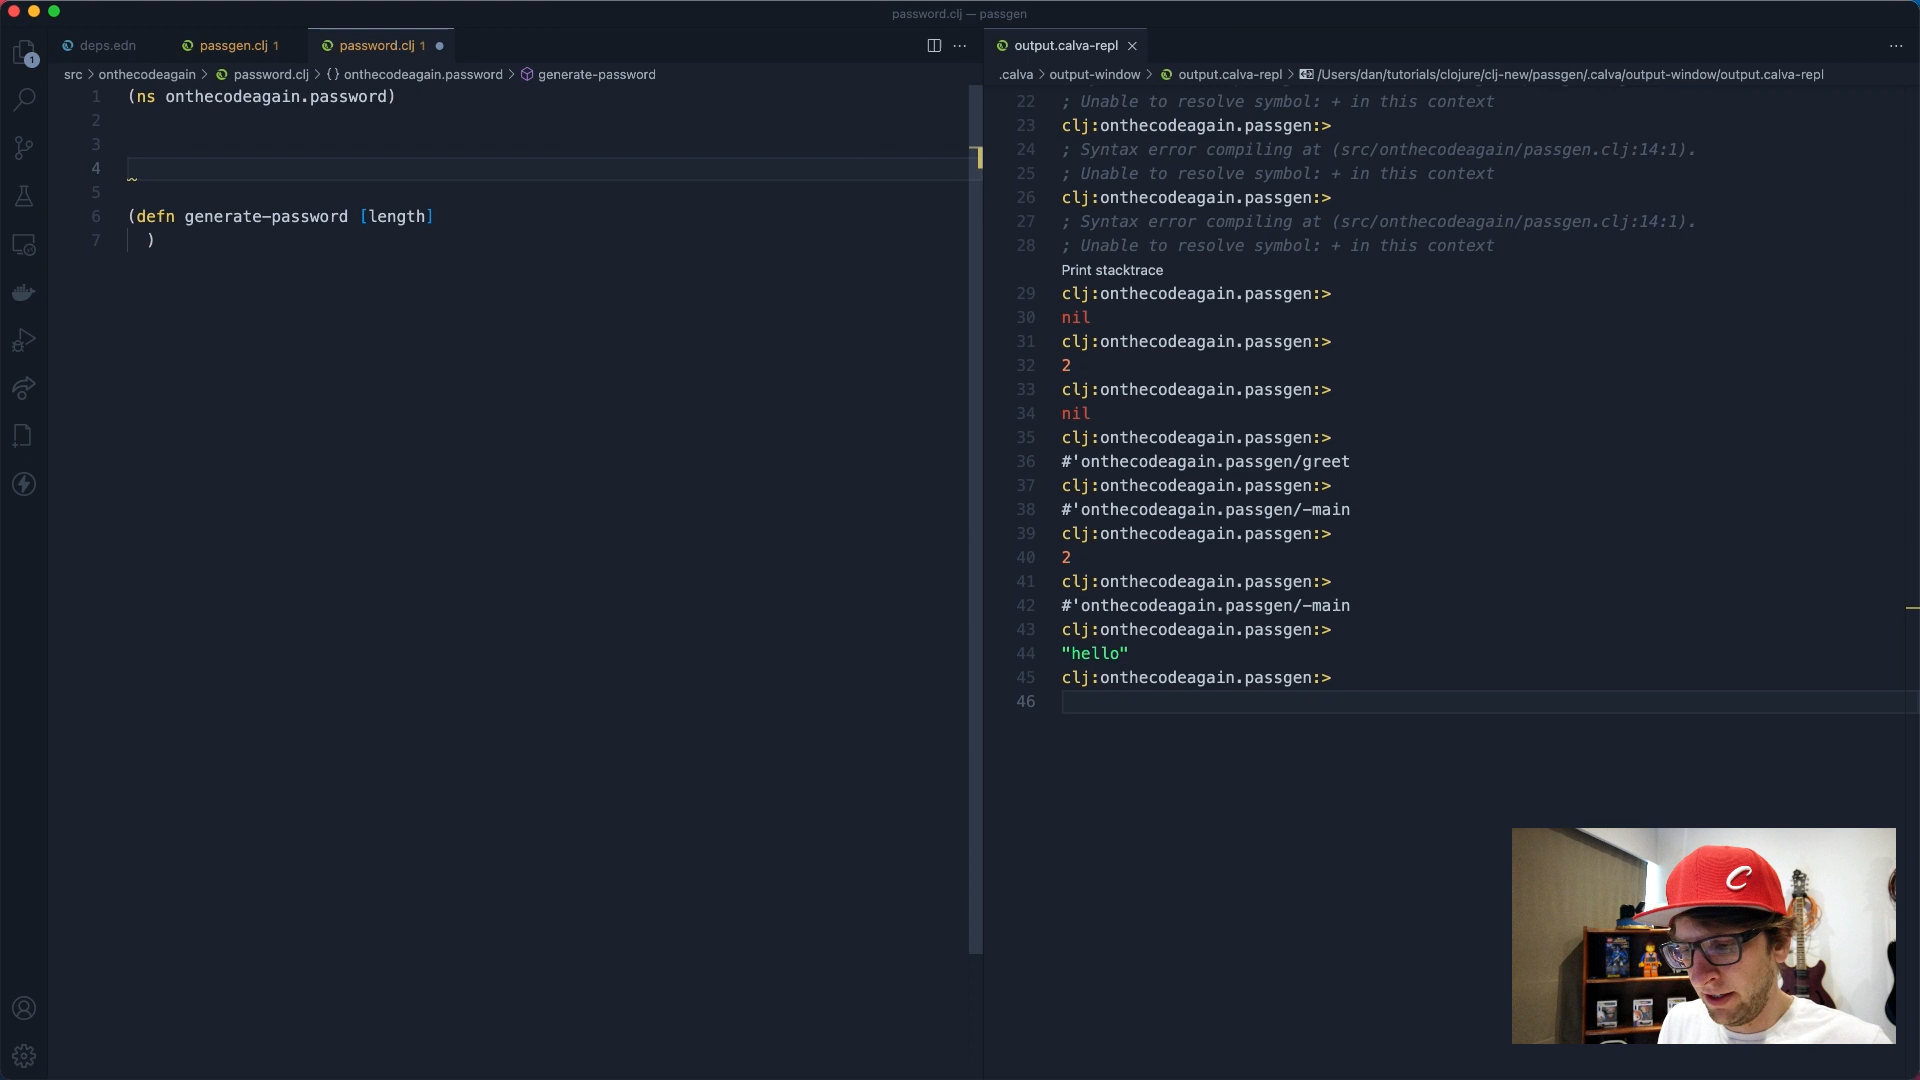 password.clj — passgen
deps.edn
passgen.clj 1
password.clj 1
output.calva-repl
src > onthecodeagain > password.clj > {} onthecodeagain.password > generate-password
.calva > output-window > output.calva-repl > /Users/dan/tutorials/clojure/clj-new/passgen/.calva/output-window/output.calva-repl
1
1 (ns onthecodeagain.password)
2
3
4
5
6 (defn generate-password [length]
7 )
22 ; Unable to resolve symbol: + in this context
23 clj:onthecodeagain.passgen:>
24 ; Syntax error compiling at (src/onthecodeagain/passgen.clj:14:1).
25 ; Unable to resolve symbol: + in this context
26 clj:onthecodeagain.passgen:>
27 ; Syntax error compiling at (src/onthecodeagain/passgen.clj:14:1).
28 ; Unable to resolve symbol: + in this context
Print stacktrace
29 clj:onthecodeagain.passgen:>
30 nil
31 clj:onthecodeagain.passgen:>
32 2
33 clj:onthecodeagain.passgen:>
34 nil
35 clj:onthecodeagain.passgen:>
36 #'onthecodeagain.passgen/greet
37 clj:onthecodeagain.passgen:>
38 #'onthecodeagain.passgen/-main
39 clj:onthecodeagain.passgen:>
40 2
41 clj:onthecodeagain.passgen:>
42 #'onthecodeagain.passgen/-main
43 clj:onthecodeagain.passgen:>
44 "hello"
45 clj:onthecodeagain.passgen:>
46
C